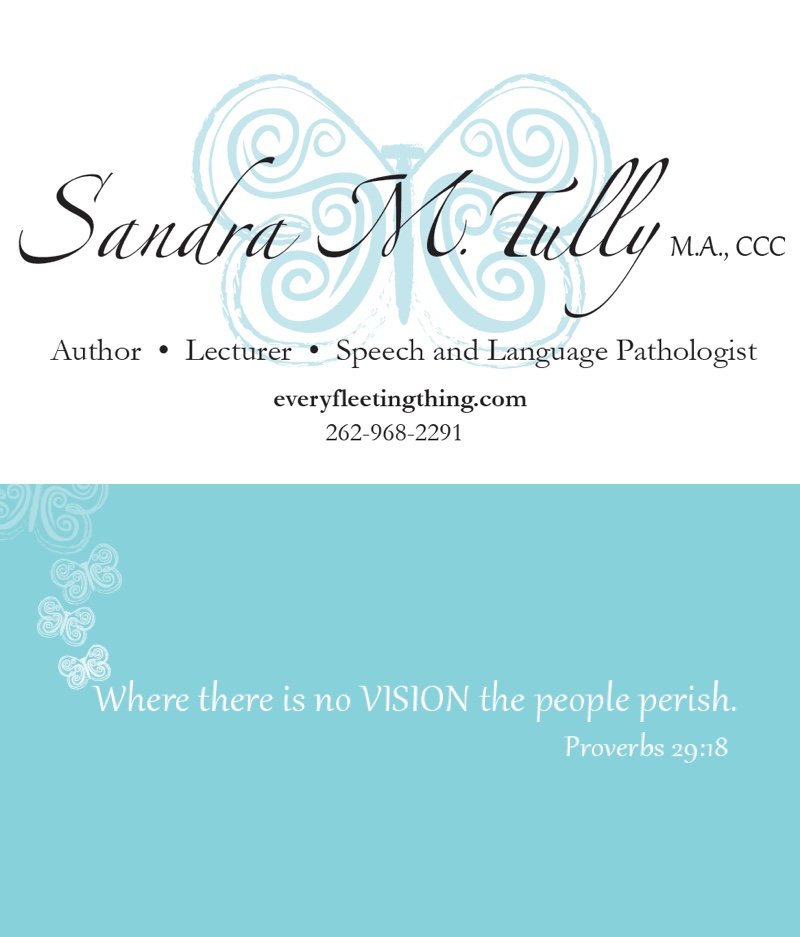 Sandra M. Tully M.A., CCC
Author • Lecturer • Speech and Language Pathologist
everyfleetingthing.com
262-968-2291
Where there is no VISION the people perish.
Proverbs 29:18